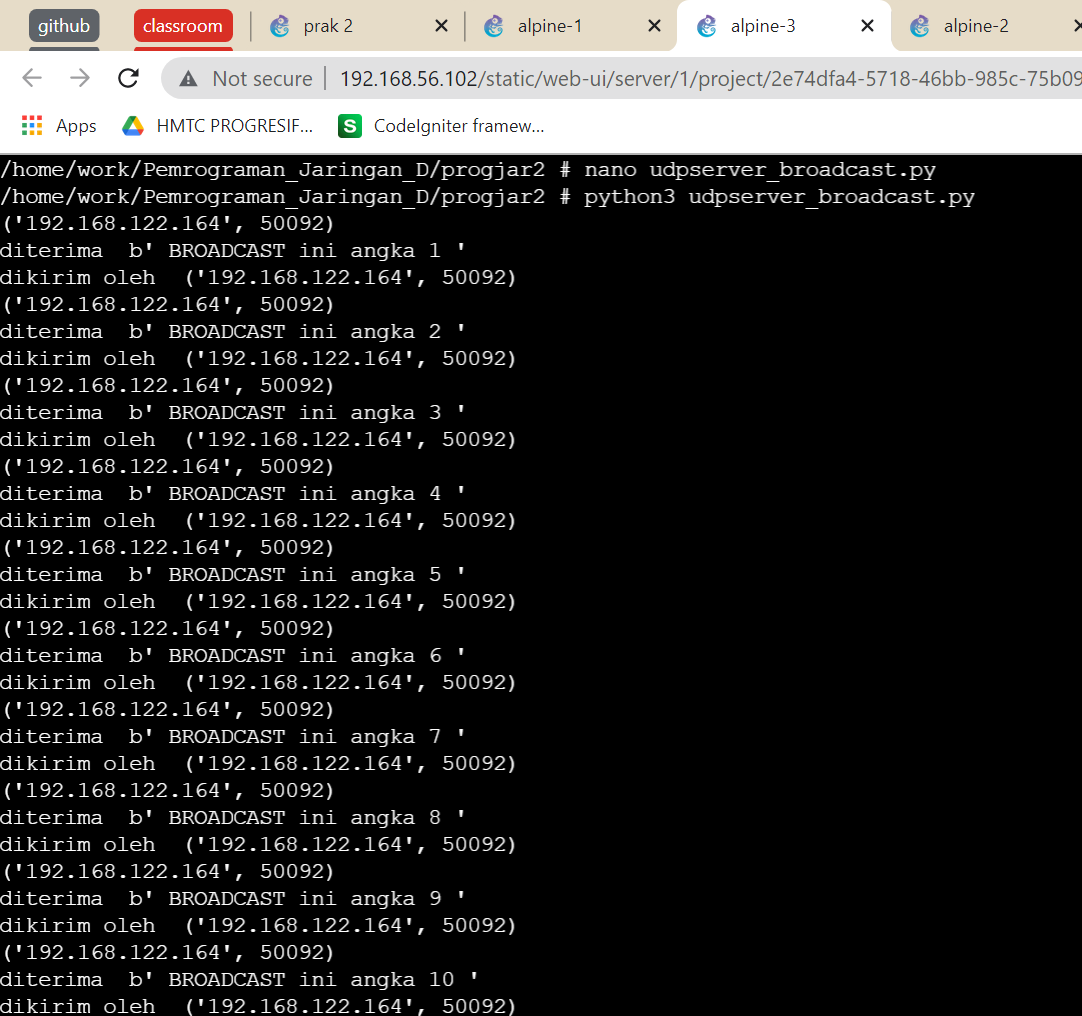 github classroom prak 2 alpine-1 alpine-3 alpine-2
Not secure 192.168.56.102/static/web-ui/server/1/project/2e74dfa4-5718-46bb-985c-75b09
Apps HMTC PROGRESIF... S CodeIgniter framew...
/home/work/Pemrograman_Jaringan_D/progjar2 # nano udpserver_broadcast.py
/home/work/Pemrograman_Jaringan_D/progjar2 # python3 udpserver_broadcast.py
('192.168.122.164', 50092)
diterima  b' BROADCAST ini angka 1 '
dikirim oleh  ('192.168.122.164', 50092)
('192.168.122.164', 50092)
diterima  b' BROADCAST ini angka 2 '
dikirim oleh  ('192.168.122.164', 50092)
('192.168.122.164', 50092)
diterima  b' BROADCAST ini angka 3 '
dikirim oleh  ('192.168.122.164', 50092)
('192.168.122.164', 50092)
diterima  b' BROADCAST ini angka 4 '
dikirim oleh  ('192.168.122.164', 50092)
('192.168.122.164', 50092)
diterima  b' BROADCAST ini angka 5 '
dikirim oleh  ('192.168.122.164', 50092)
('192.168.122.164', 50092)
diterima  b' BROADCAST ini angka 6 '
dikirim oleh  ('192.168.122.164', 50092)
('192.168.122.164', 50092)
diterima  b' BROADCAST ini angka 7 '
dikirim oleh  ('192.168.122.164', 50092)
('192.168.122.164', 50092)
diterima  b' BROADCAST ini angka 8 '
dikirim oleh  ('192.168.122.164', 50092)
('192.168.122.164', 50092)
diterima  b' BROADCAST ini angka 9 '
dikirim oleh  ('192.168.122.164', 50092)
('192.168.122.164', 50092)
diterima  b' BROADCAST ini angka 10 '
dikirim oleh  ('192.168.122.164', 50092)